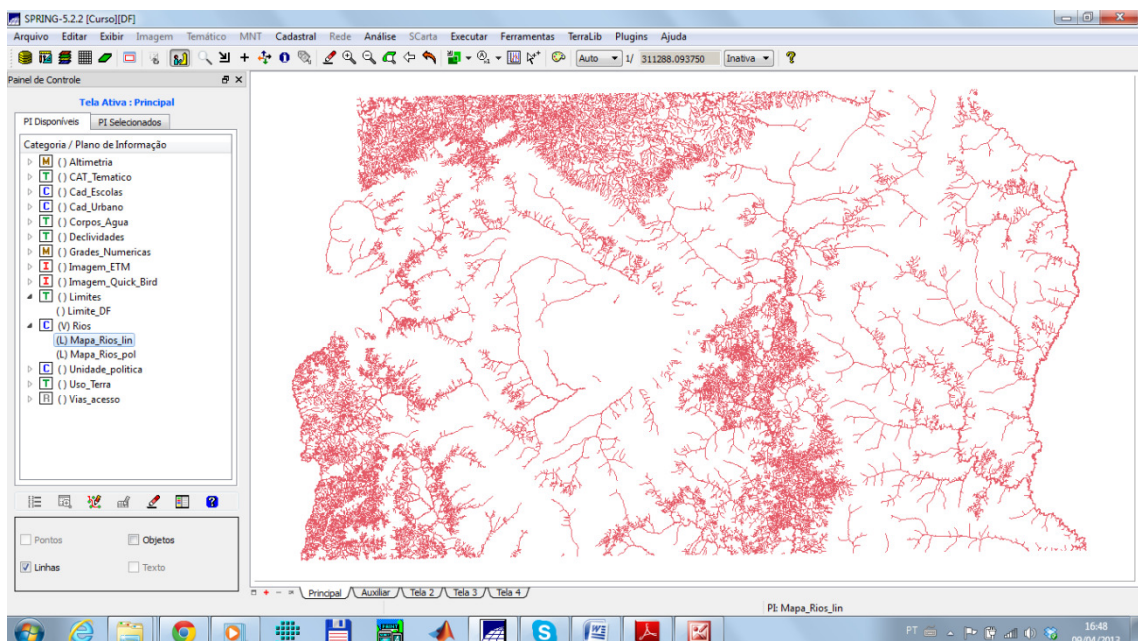 SPRING-5.2.2 [Curso][DF]
Arquivo Editar Exibir Imagem Temático MNT Cadastral Rede Análise SCarta Executar Ferramentas TerraLib Plugins Ajuda
Auto 1/ 311288.093750 Inativa
Painel de Controle
Tela Ativa : Principal
PI Disponíveis PI Selecionados
Categoria / Plano de Informação
M () Altimetria
T () CAT_Tematico
C () Cad_Escolas
C () Cad_Urbano
T () Corpos_Agua
T () Declividades
M () Grades_Numericas
I () Imagem_ETM
I () Imagem_Quick_Bird
T () Limites
() Limite_DF
C (V) Rios
(L) Mapa_Rios_lin
(L) Mapa_Rios_pol
C () Unidade_politica
T () Uso_Terra
R () Vias_acesso
Pontos Objetos
Linhas Texto
Principal Auxiliar Tela 2 Tela 3 Tela 4
PI: Mapa_Rios_lin
PT 16:48
09/04/2013